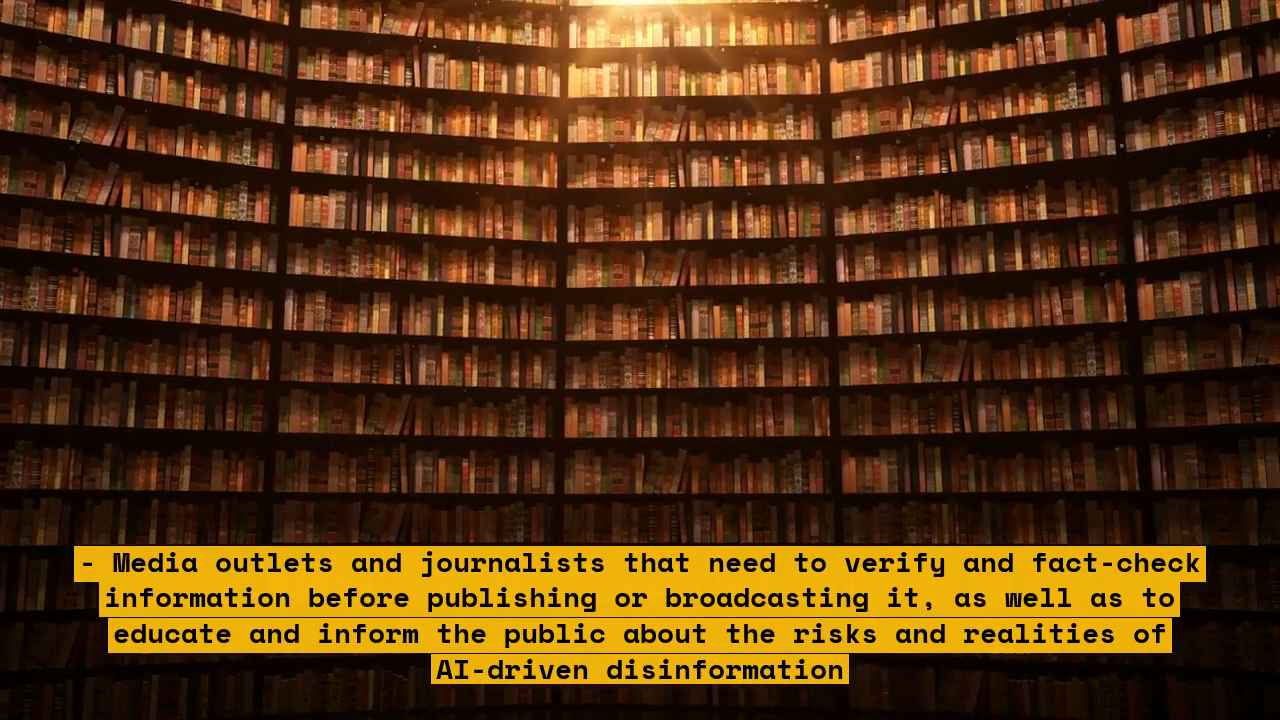 - Media outlets and journalists that need to verify and fact-check
information before publishing or broadcasting it, as well as to
educate and inform the public about the risks and realities of
AI-driven disinformation